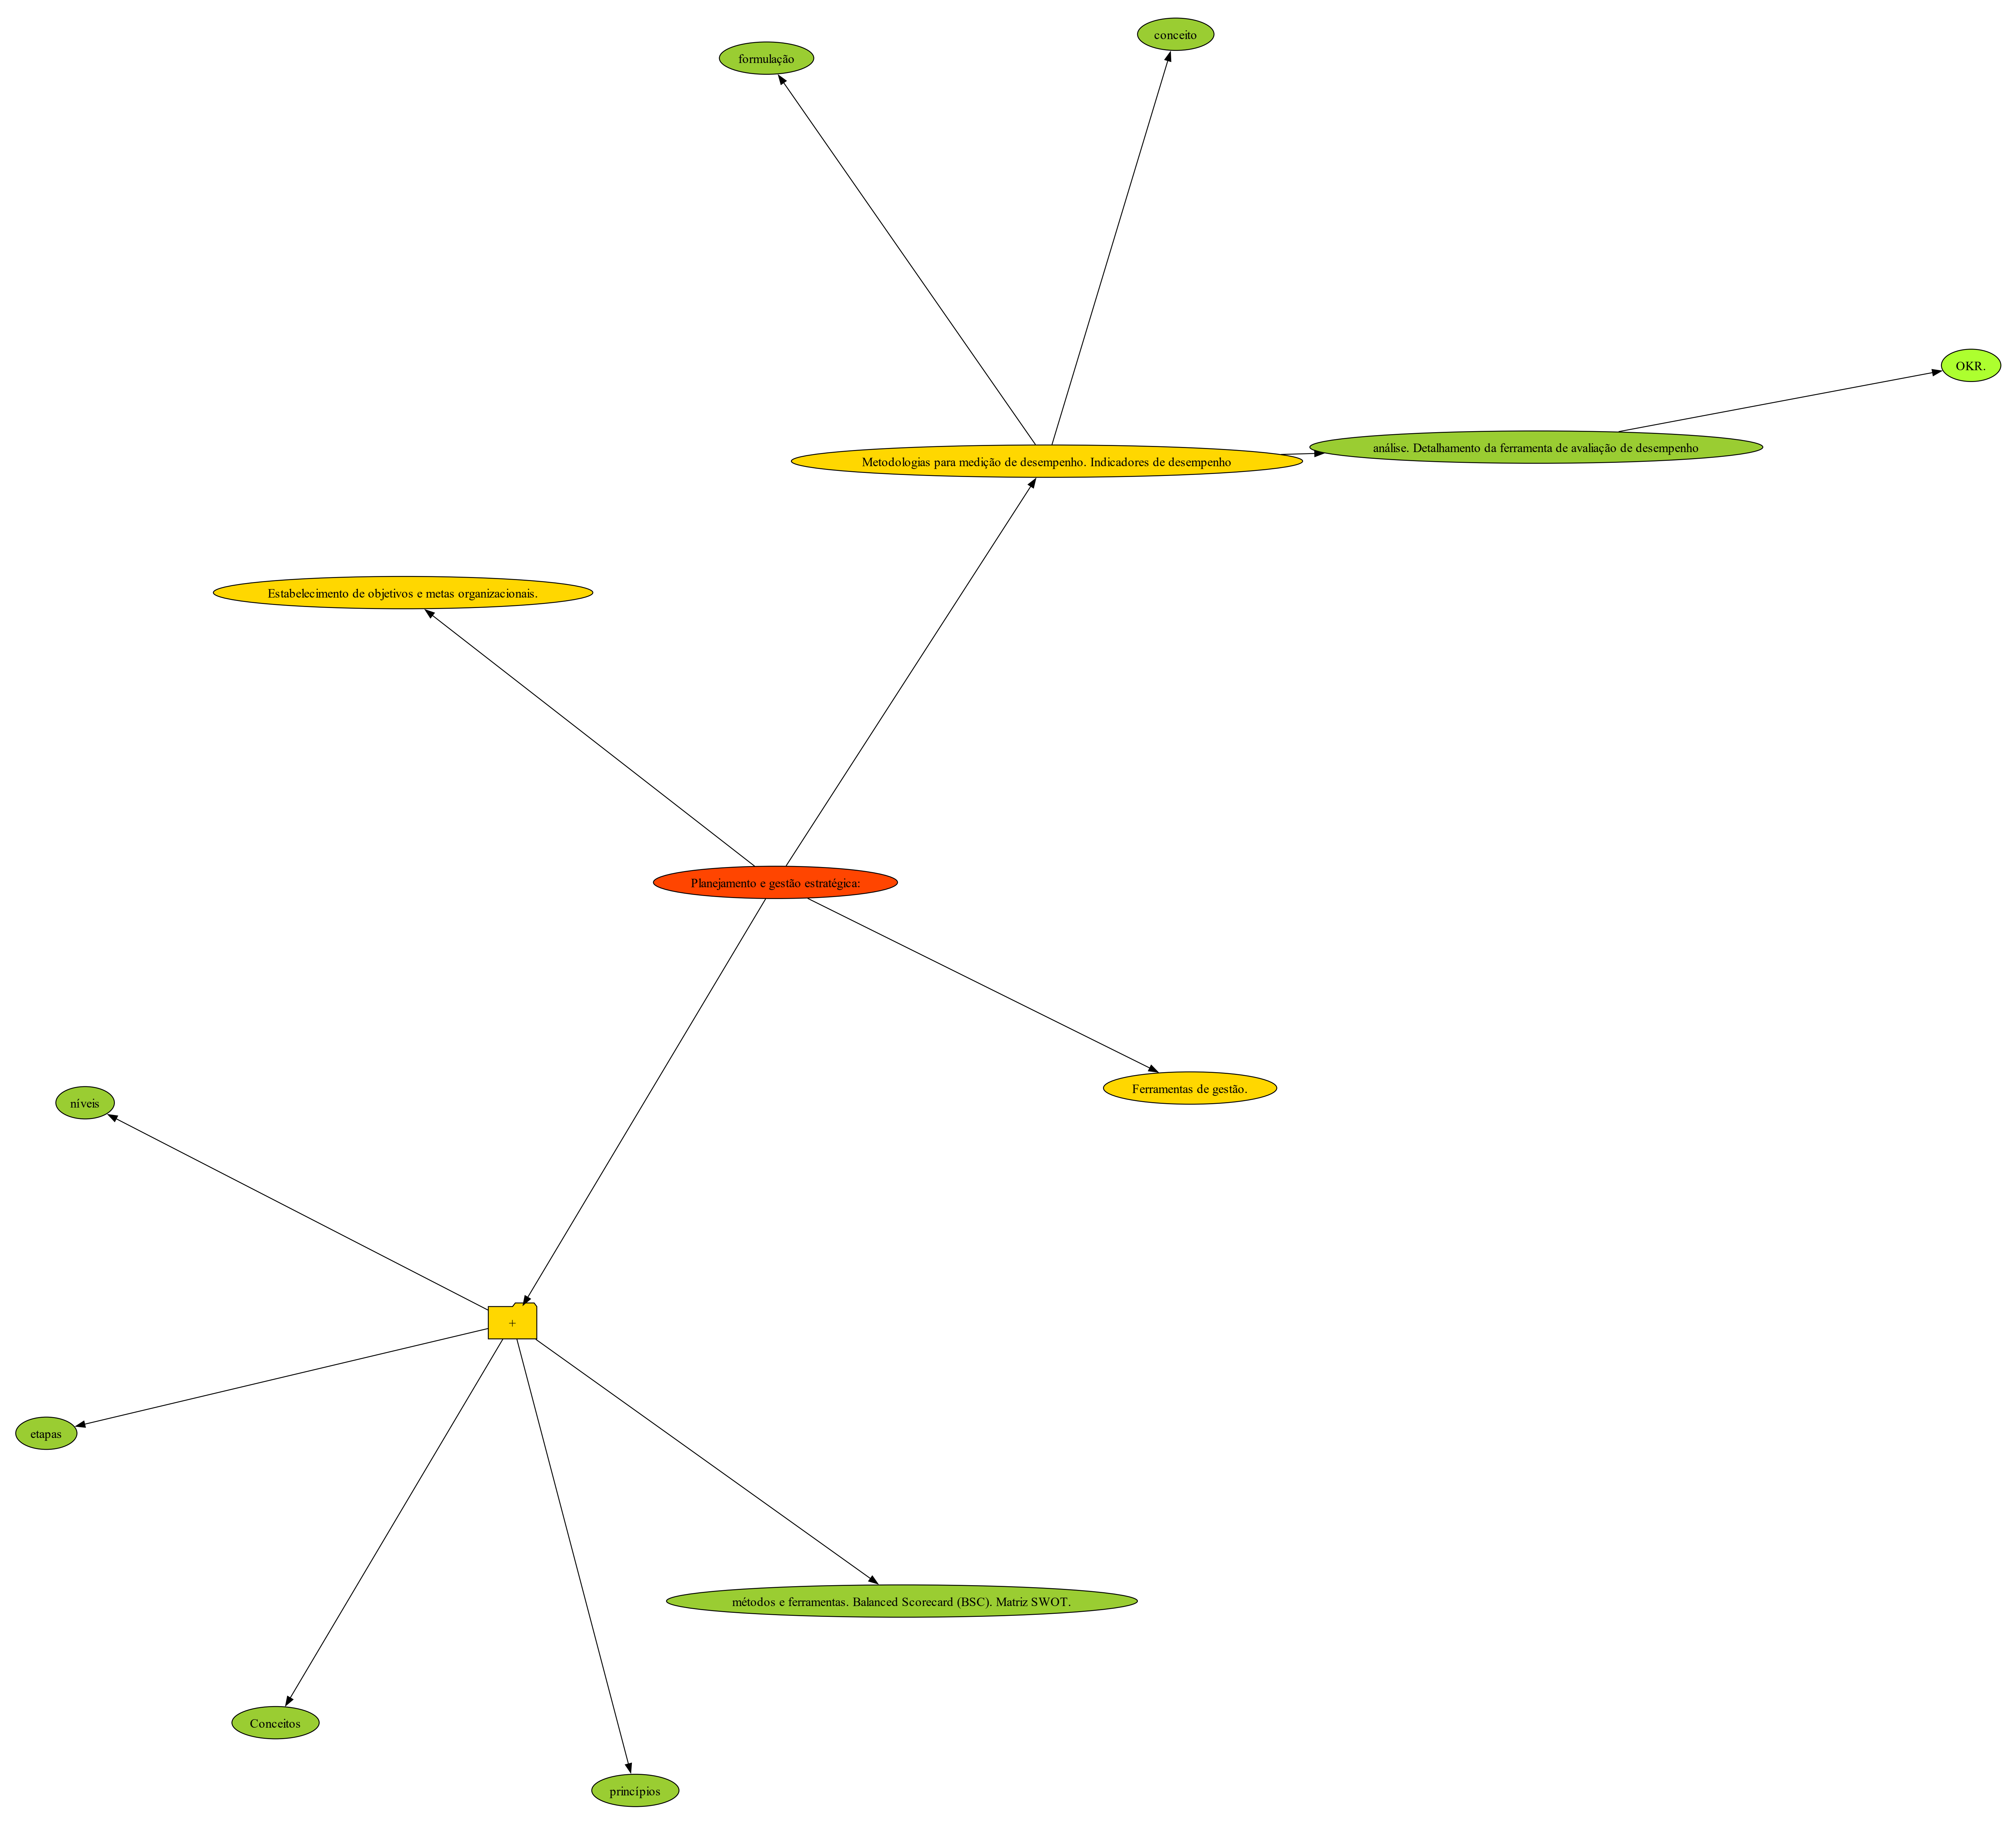 conceito
formulação
OKR.
análise. Detalhamento da ferramenta de avaliação de desempenho
Metodologias para medição de desempenho. Indicadores de desempenho
Estabelecimento de objetivos e metas organizacionais.
Planejamento e gestão estratégica:
Ferramentas de gestão.
níveis
+
etapas
métodos e ferramentas. Balanced Scorecard (BSC). Matriz SWOT.
Conceitos
princípios